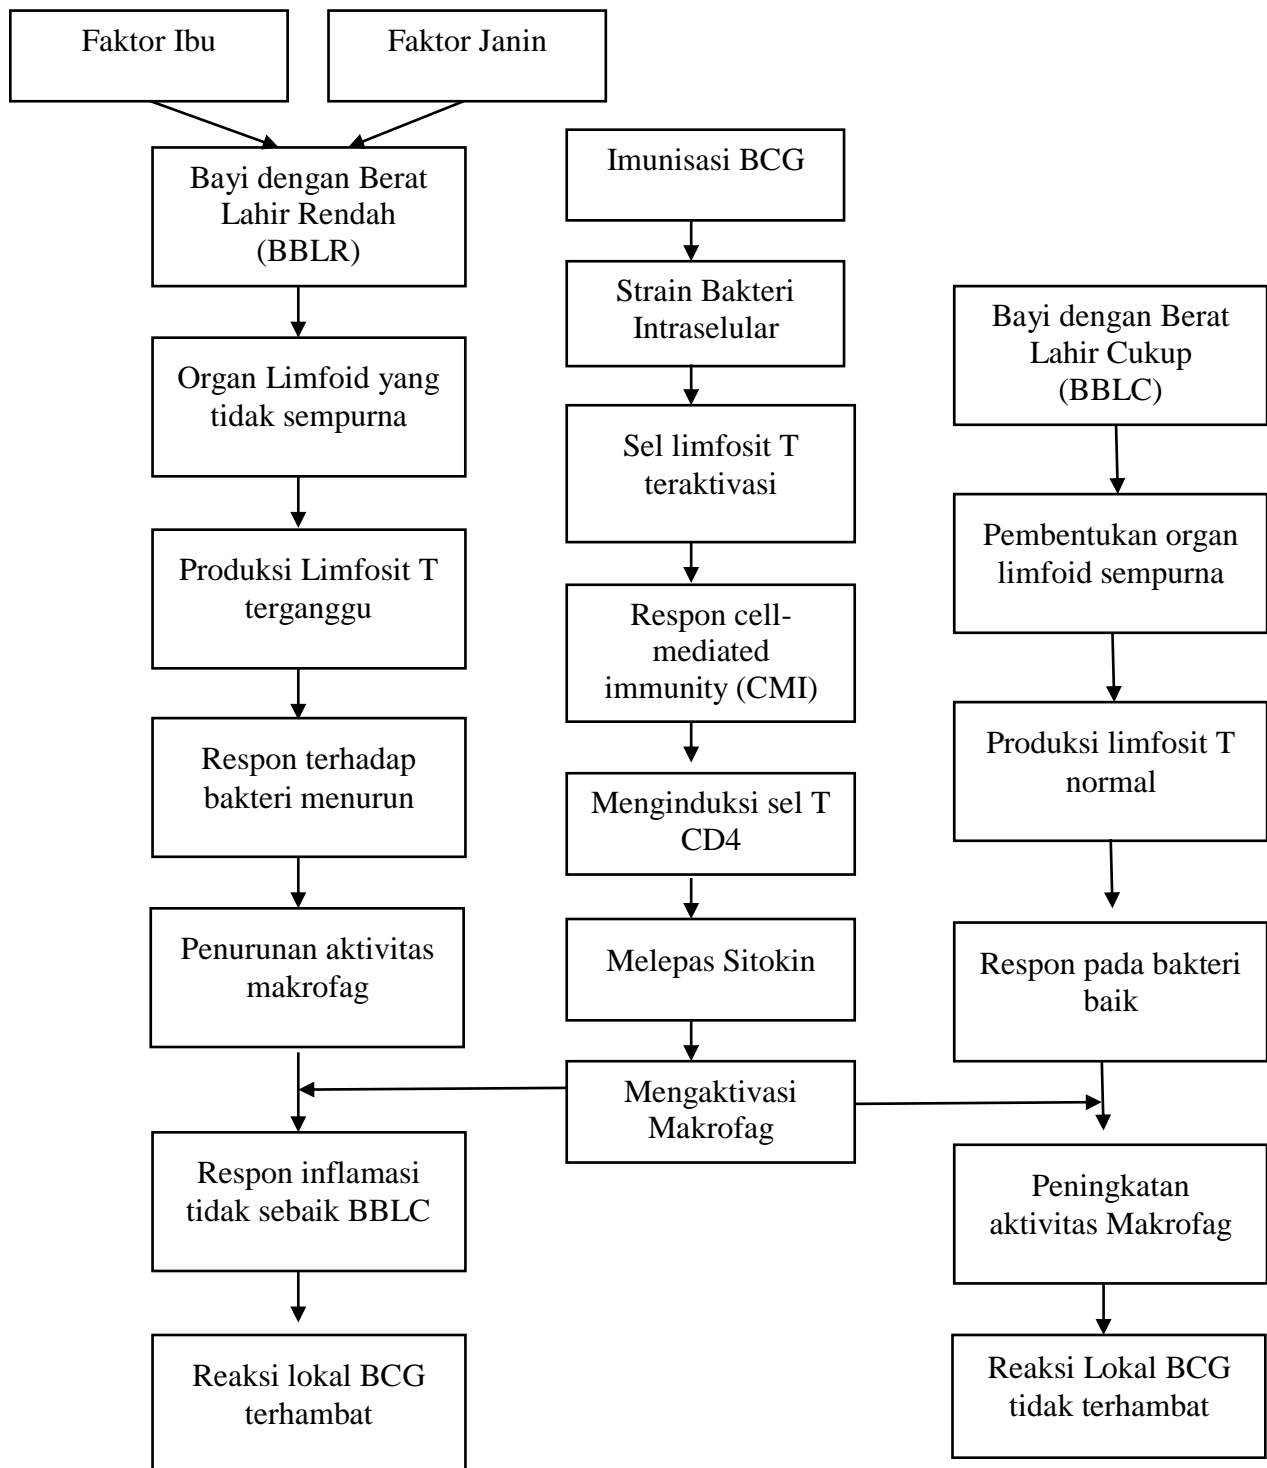 Faktor Ibu
Faktor Janin
Bayi dengan Berat
Lahir Rendah
(BBLR)
Organ Limfoid yang
tidak sempurna
Produksi Limfosit T
terganggu
Respon terhadap
bakteri menurun
Penurunan aktivitas
makrofag
Respon inflamasi
tidak sebaik BBLC
Reaksi lokal BCG
terhambat
Imunisasi BCG
Strain Bakteri
Intraselular
Sel limfosit T
teraktivasi
Respon cell-
mediated
immunity (CMI)
Menginduksi sel T
CD4
Melepas Sitokin
Mengaktivasi
Makrofag
Bayi dengan Berat
Lahir Cukup
(BBLC)
Pembentukan organ
limfoid sempurna
Produksi limfosit T
normal
Respon pada bakteri
baik
Peningkatan
aktivitas Makrofag
Reaksi Lokal BCG
tidak terhambat